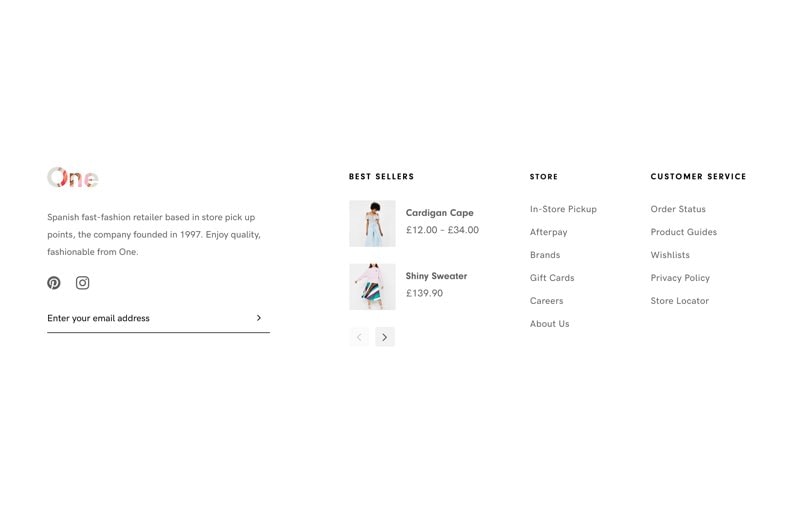 One
Spanish fast-fashion retailer based in store pick up
points, the company founded in 1997. Enjoy quality,
fashionable from One.
Enter your email address
BEST SELLERS
Cardigan Cape
£12.00 – £34.00
Shiny Sweater
£139.90
STORE
In-Store Pickup
Afterpay
Brands
Gift Cards
Careers
About Us
CUSTOMER SERVICE
Order Status
Product Guides
Wishlists
Privacy Policy
Store Locator